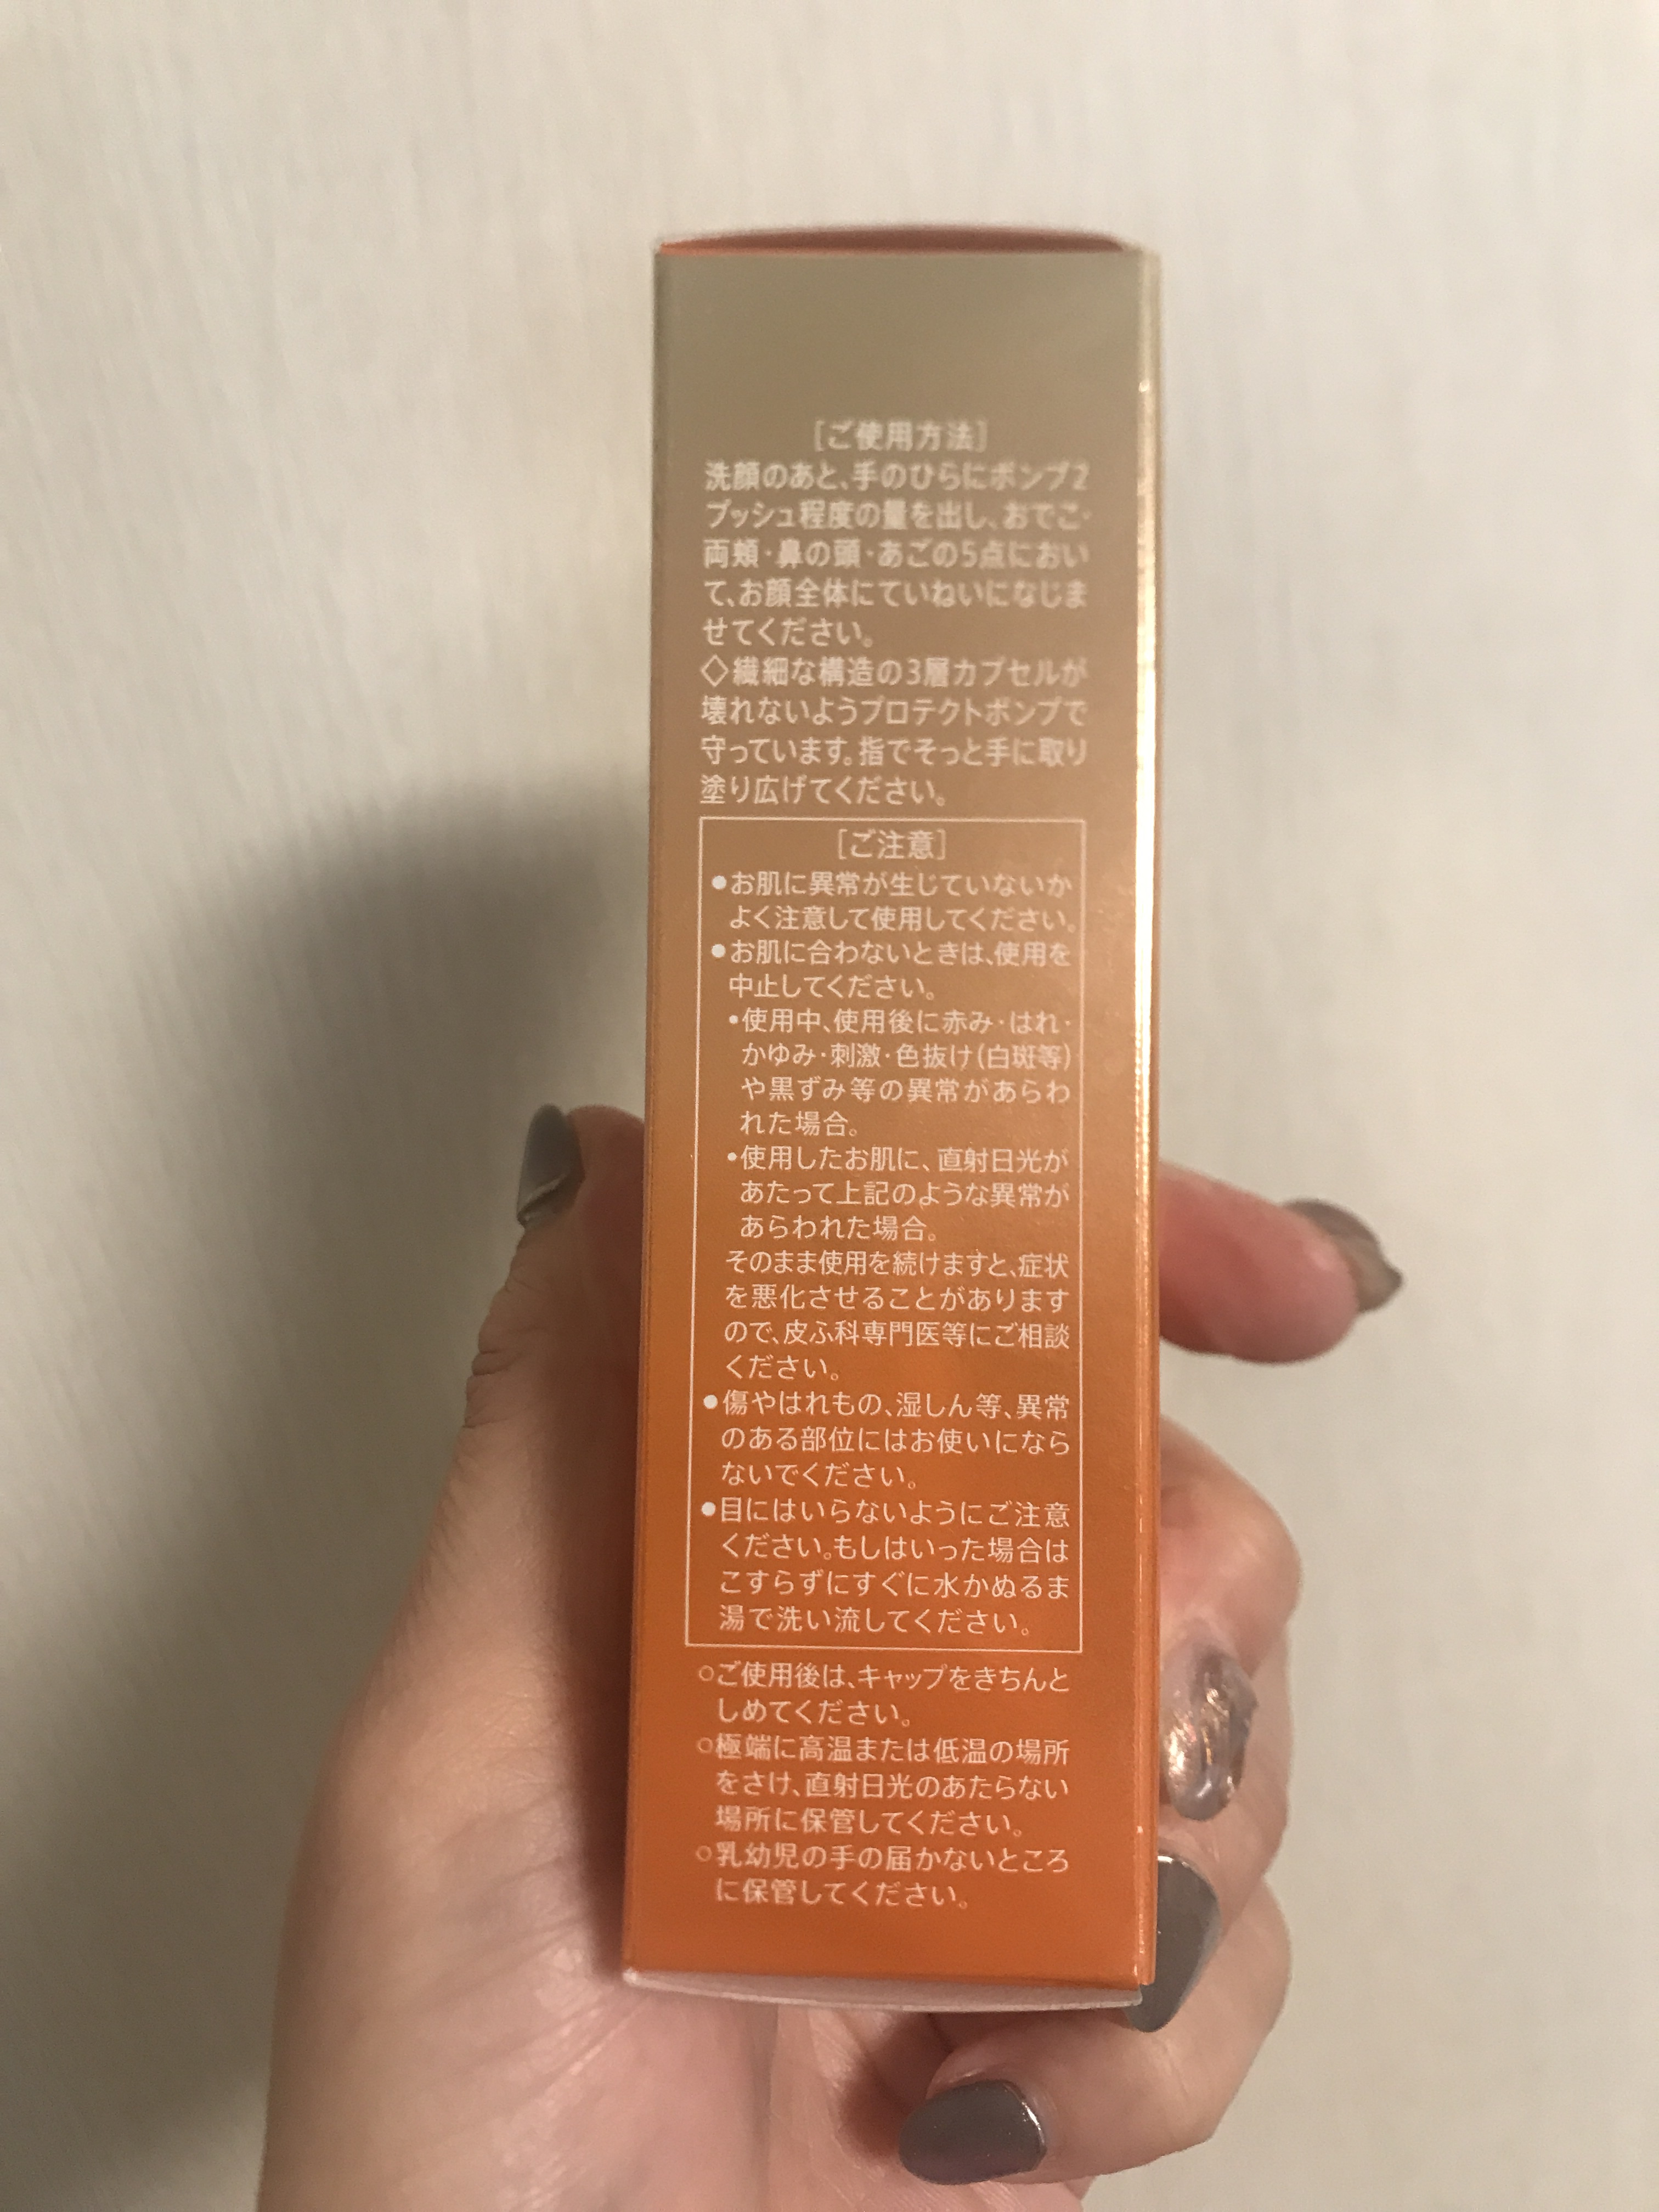 [ご使用方法]
洗顔のあと、手のひらにポンプ2
プッシュ程度の量を出し、おでこ・
両頬・鼻の頭・あごの5点におい
て、お顔全体にていねいになじま
せてください。
◇繊細な構造の3層カプセルが
壊れないようプロテクトポンプで
守っています。指でそっと手に取り
塗り広げてください。
[ご注意]
●お肌に異常が生じていないか
よく注意して使用してください。
●お肌に合わないときは、使用を
中止してください。
•使用中、使用後に赤み・はれ・
かゆみ・刺激・色抜け(白斑等)
や黒ずみ等の異常があらわ
れた場合。
•使用したお肌に、直射日光が
あたって上記のような異常が
あらわれた場合。
そのまま使用を続けますと、症状
を悪化させることがあります
ので、皮ふ科専門医等にご相談
ください。
●傷やはれもの、湿しん等、異常
のある部位にはお使いになら
ないでください。
●目にはいらないようにご注意
ください。もしはいった場合は
こすらずにすぐに水かぬるま
湯で洗い流してください。
○ご使用後は、キャップをきちんと
しめてください。
○極端に高温または低温の場所
をさけ、直射日光のあたらない
場所に保管してください。
○乳幼児の手の届かないところ
に保管してください。